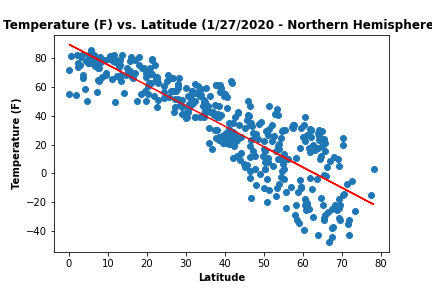 Temperature (F) vs. Latitude (1/27/2020 - Northern Hemisphere
80
60
40
20
0
−20
−40
Temperature (F)
0 10 20 30 40 50 60 70 80
Latitude